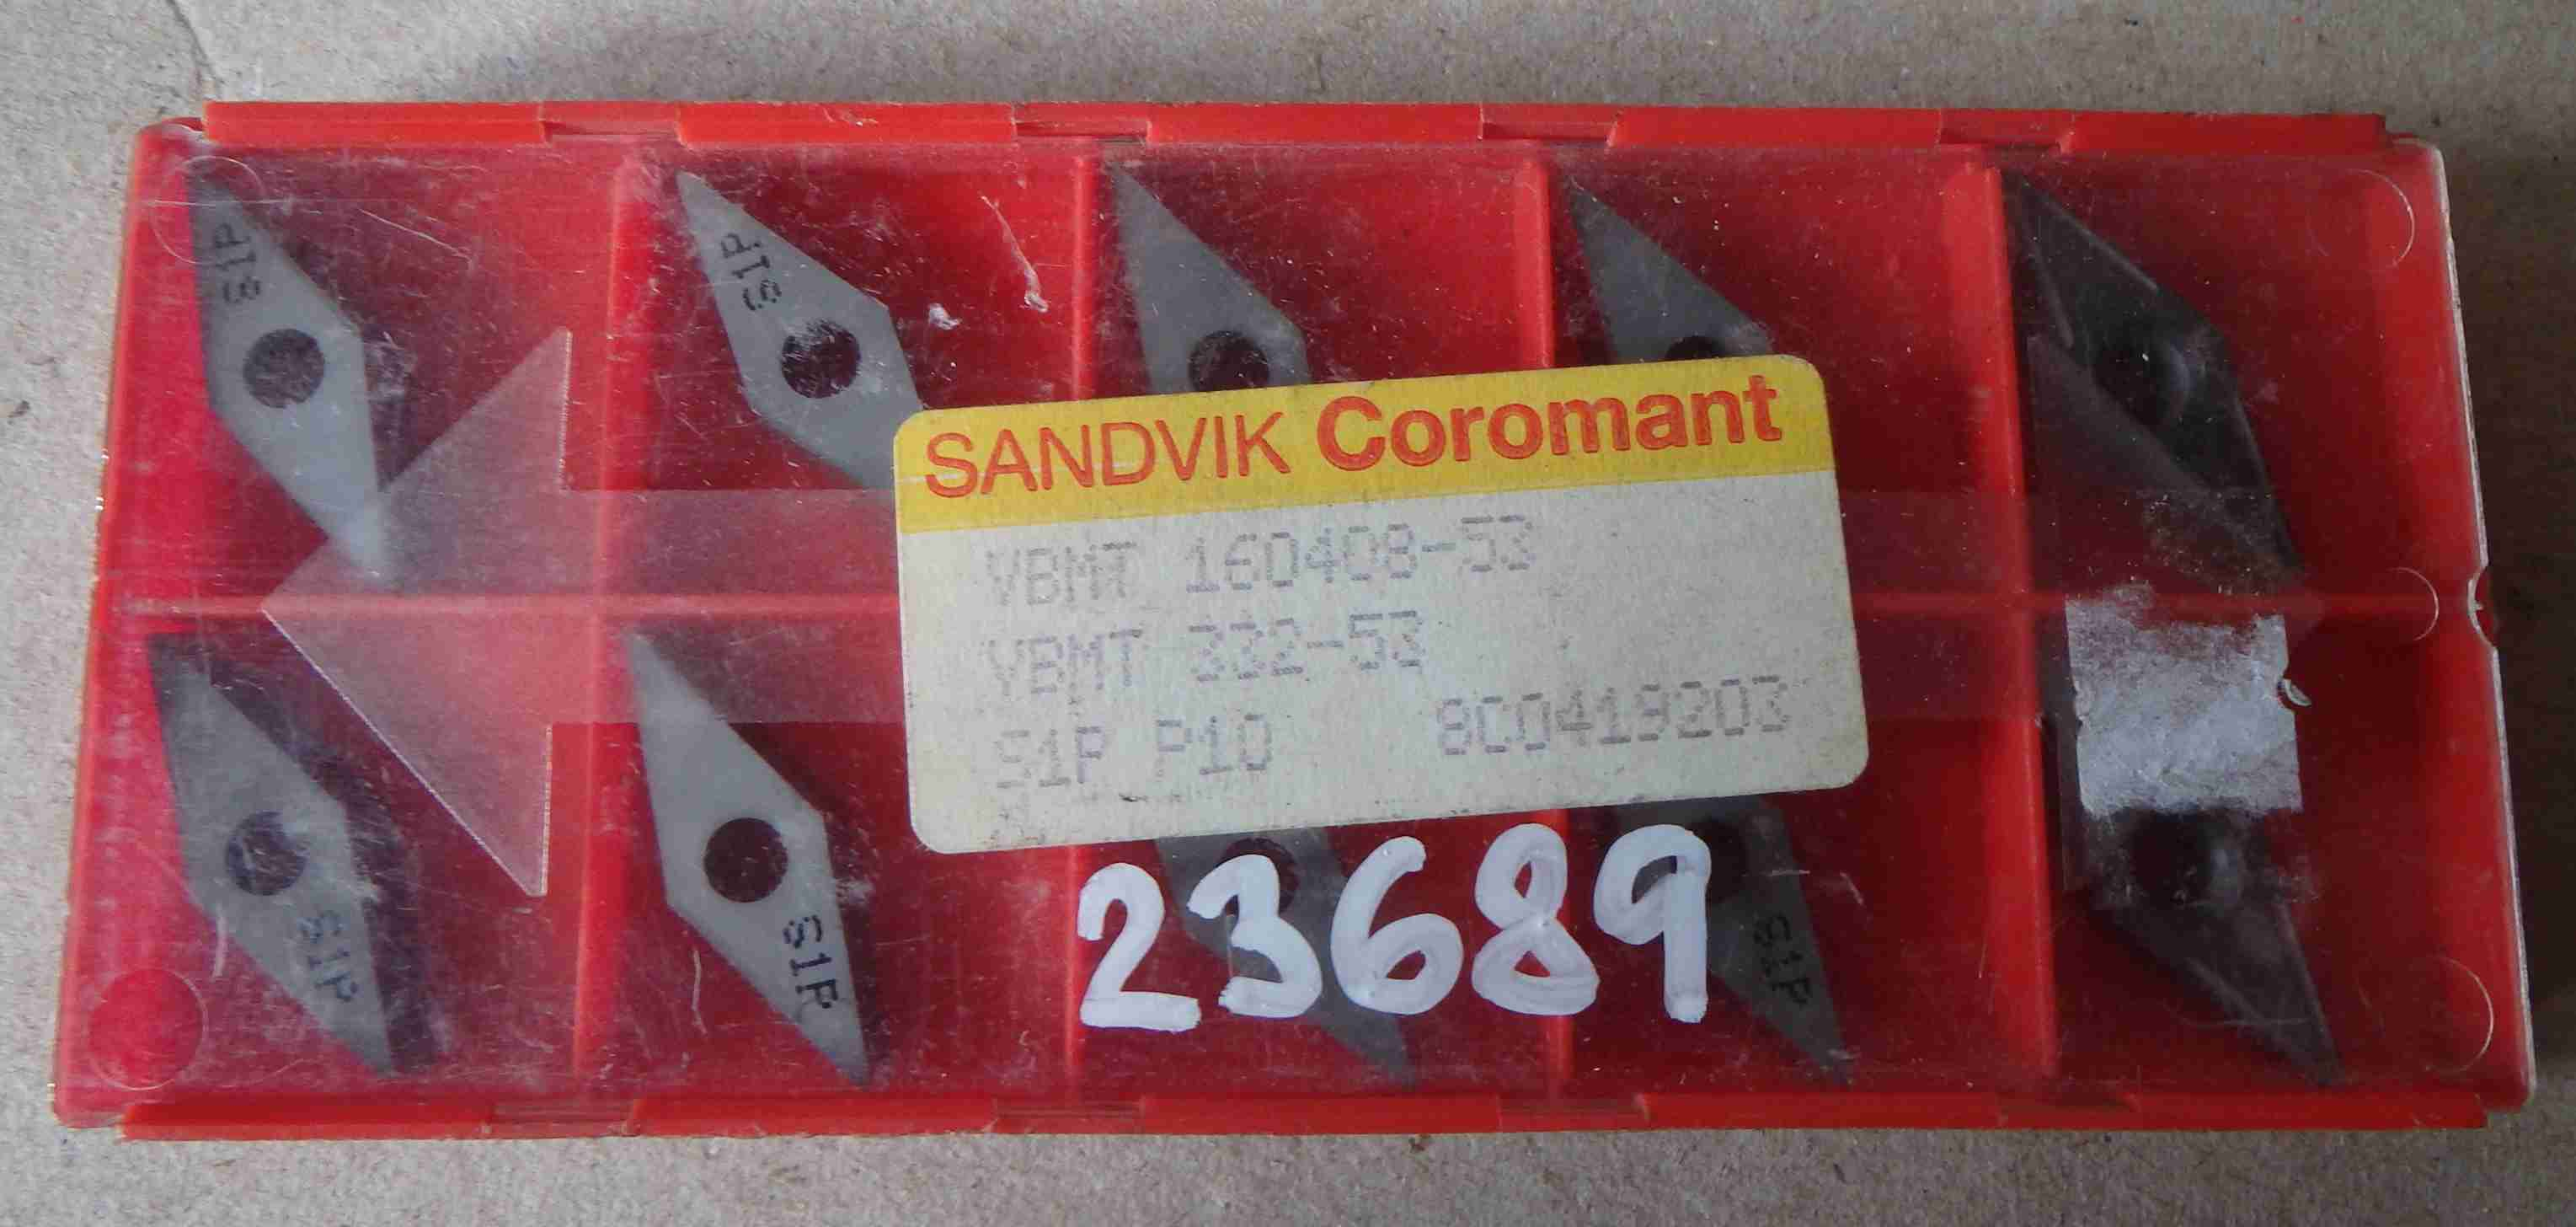 S1P
S1P
SANDVIK Coromant
VBMT 160408-53
VBMT 332-53
S1P P10 8C0419203
S1P
S1P
S1P
23689